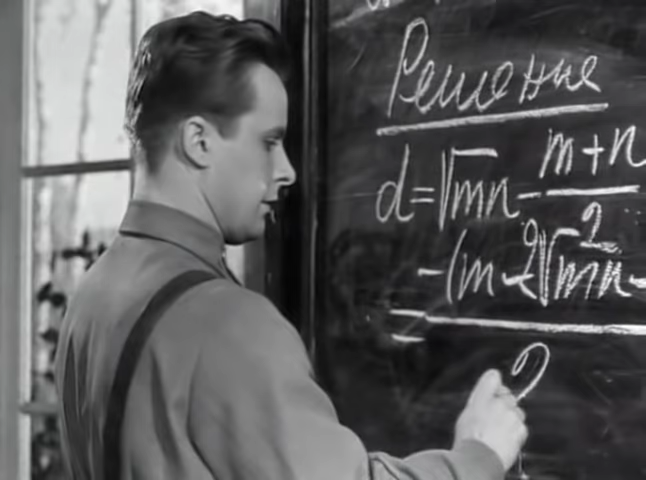 Решение
d=√mn - m+n
2
-(m-2√mn-
=
2